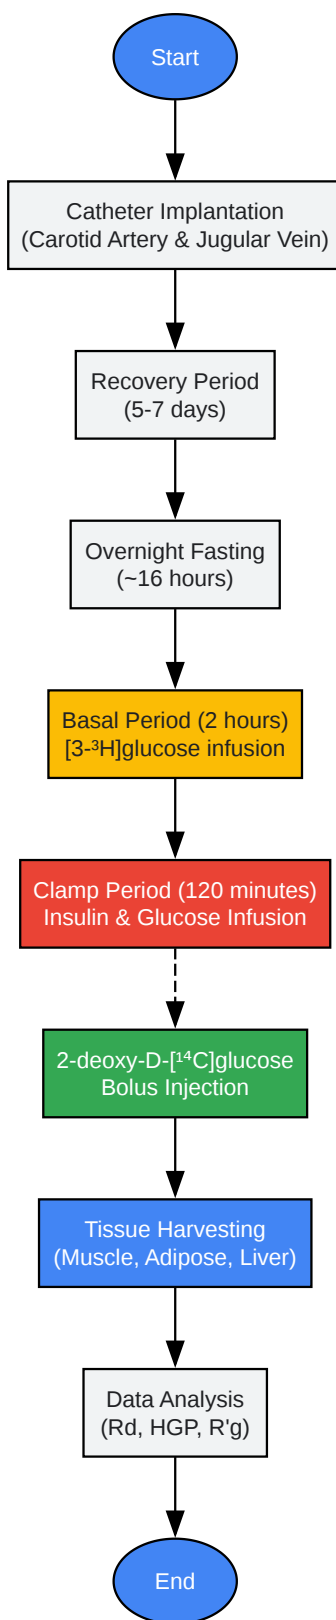 Start
Catheter Implantation
(Carotid Artery & Jugular Vein)
Recovery Period
(5-7 days)
Overnight Fasting
(~16 hours)
Basal Period (2 hours)
[3-³H]glucose infusion
Clamp Period (120 minutes)
Insulin & Glucose Infusion
2-deoxy-D-[¹⁴C]glucose
Bolus Injection
Tissue Harvesting
(Muscle, Adipose, Liver)
Data Analysis
(Rd, HGP, R'g)
End